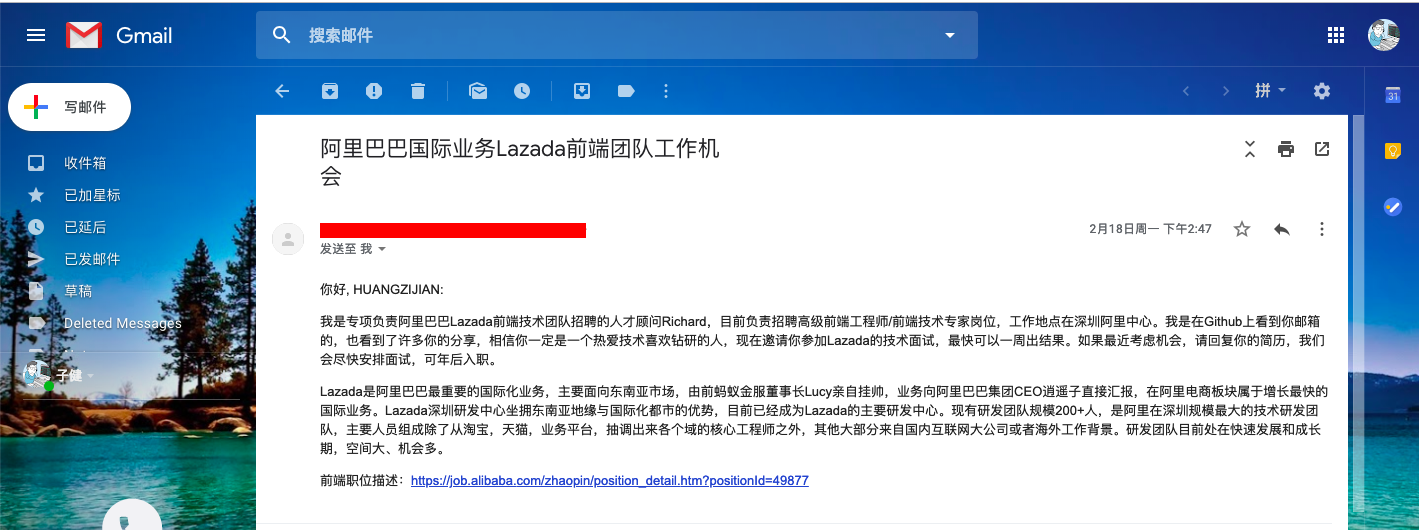 Gmail
搜索邮件
写邮件
拼
31
收件箱
已加星标
已延后
已发邮件
草稿
Deleted Messages
子健
阿里巴巴国际业务Lazada前端团队工作机
会
2月18日周一 下午2:47
发送至 我
你好, HUANGZIJIAN:
我是专项负责阿里巴巴Lazada前端技术团队招聘的人才顾问Richard，目前负责招聘高级前端工程师/前端技术专家岗位，工作地点在深圳阿里中心。我是在Github上看到你邮箱
的，也看到了许多你的分享，相信你一定是一个热爱技术喜欢钻研的人，现在邀请你参加Lazada的技术面试，最快可以一周出结果。如果最近考虑机会，请回复你的简历，我们
会尽快安排面试，可年后入职。
Lazada是阿里巴巴最重要的国际化业务，主要面向东南亚市场，由前蚂蚁金服董事长Lucy亲自挂帅，业务向阿里巴巴集团CEO逍遥子直接汇报，在阿里电商板块属于增长最快的
国际业务。Lazada深圳研发中心坐拥东南亚地缘与国际化都市的优势，目前已经成为Lazada的主要研发中心。现有研发团队规模200+人，是阿里在深圳规模最大的技术研发团
队，主要人员组成除了从淘宝，天猫，业务平台，抽调出来各个域的核心工程师之外，其他大部分来自国内互联网大公司或者海外工作背景。研发团队目前处在快速发展和成长
期，空间大、机会多。
前端职位描述：https://job.alibaba.com/zhaopin/position_detail.htm?positionId=49877